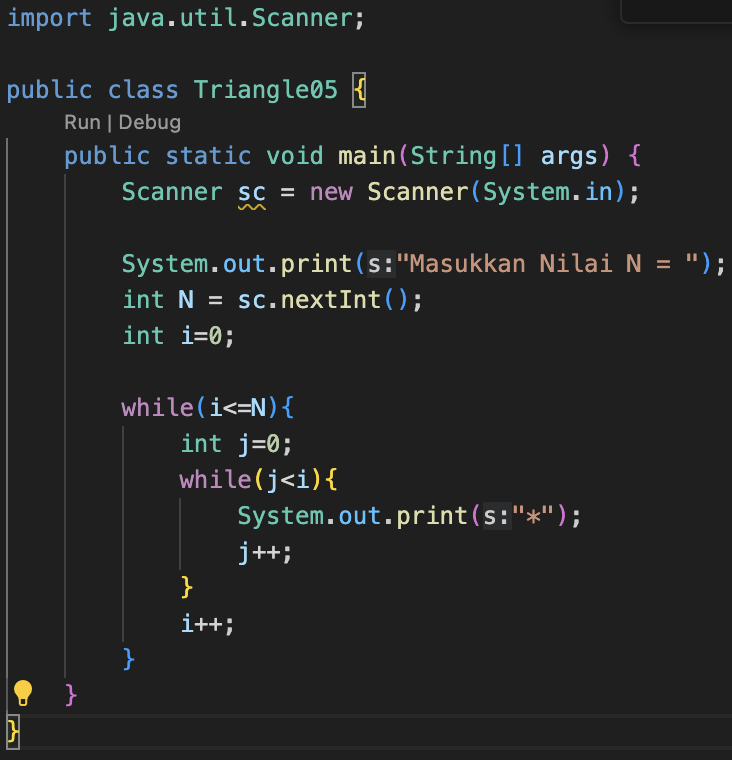 import java.util.Scanner;
public class Triangle05 {
Run | Debug
public static void main(String[] args) {
Scanner sc = new Scanner(System.in);
System.out.print(s:"Masukkan Nilai N = ");
int N = sc.nextInt();
int i=0;
while(i<=N){
int j=0;
while(j<i){
System.out.print(s:"*");
j++;
}
i++;
}
}
}